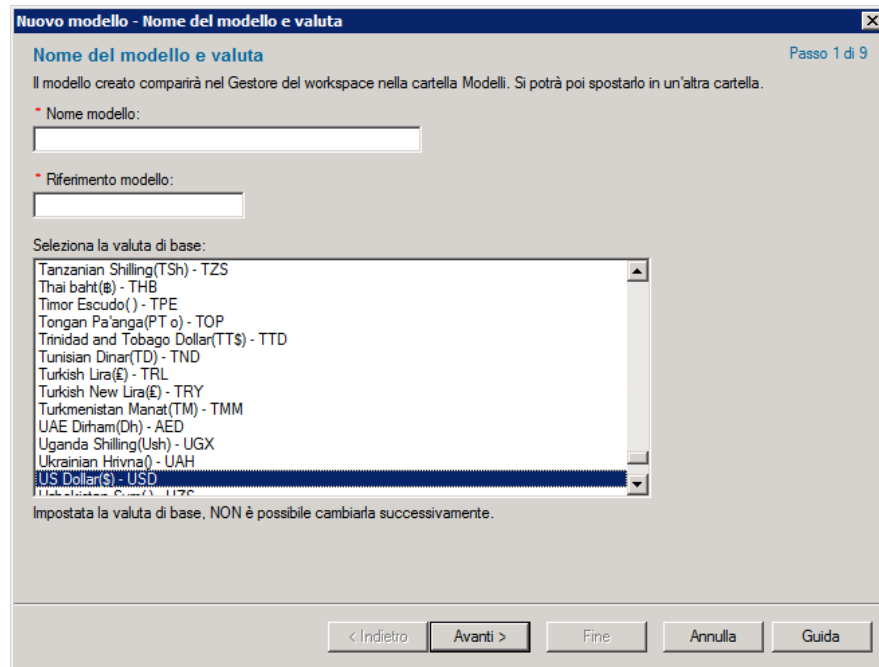 Nuovo modello - Nome del modello e valuta
Nome del modello e valuta
Passo 1 di 9
Il modello creato comparirà nel Gestore del workspace nella cartella Modelli. Si potrà poi spostarlo in un'altra cartella.
* Nome modello:
* Riferimento modello:
Seleziona la valuta di base:
Tanzanian Shilling(TSh) - TZS
Thai baht(฿) - THB
Timor Escudo( ) - TPE
Tongan Pa'anga(PT o) - TOP
Trinidad and Tobago Dollar(TT$) - TTD
Tunisian Dinar(TD) - TND
Turkish Lira(₤) - TRL
Turkish New Lira(₤) - TRY
Turkmenistan Manat(TM) - TMM
UAE Dirham(Dh) - AED
Uganda Shilling(Ush) - UGX
Ukrainian Hrivna() - UAH
US Dollar($) - USD
Uzbekistan Sum( ) - UZS
Impostata la valuta di base, NON è possibile cambiarla successivamente.
< Indietro
Avanti >
Fine
Annulla
Guida